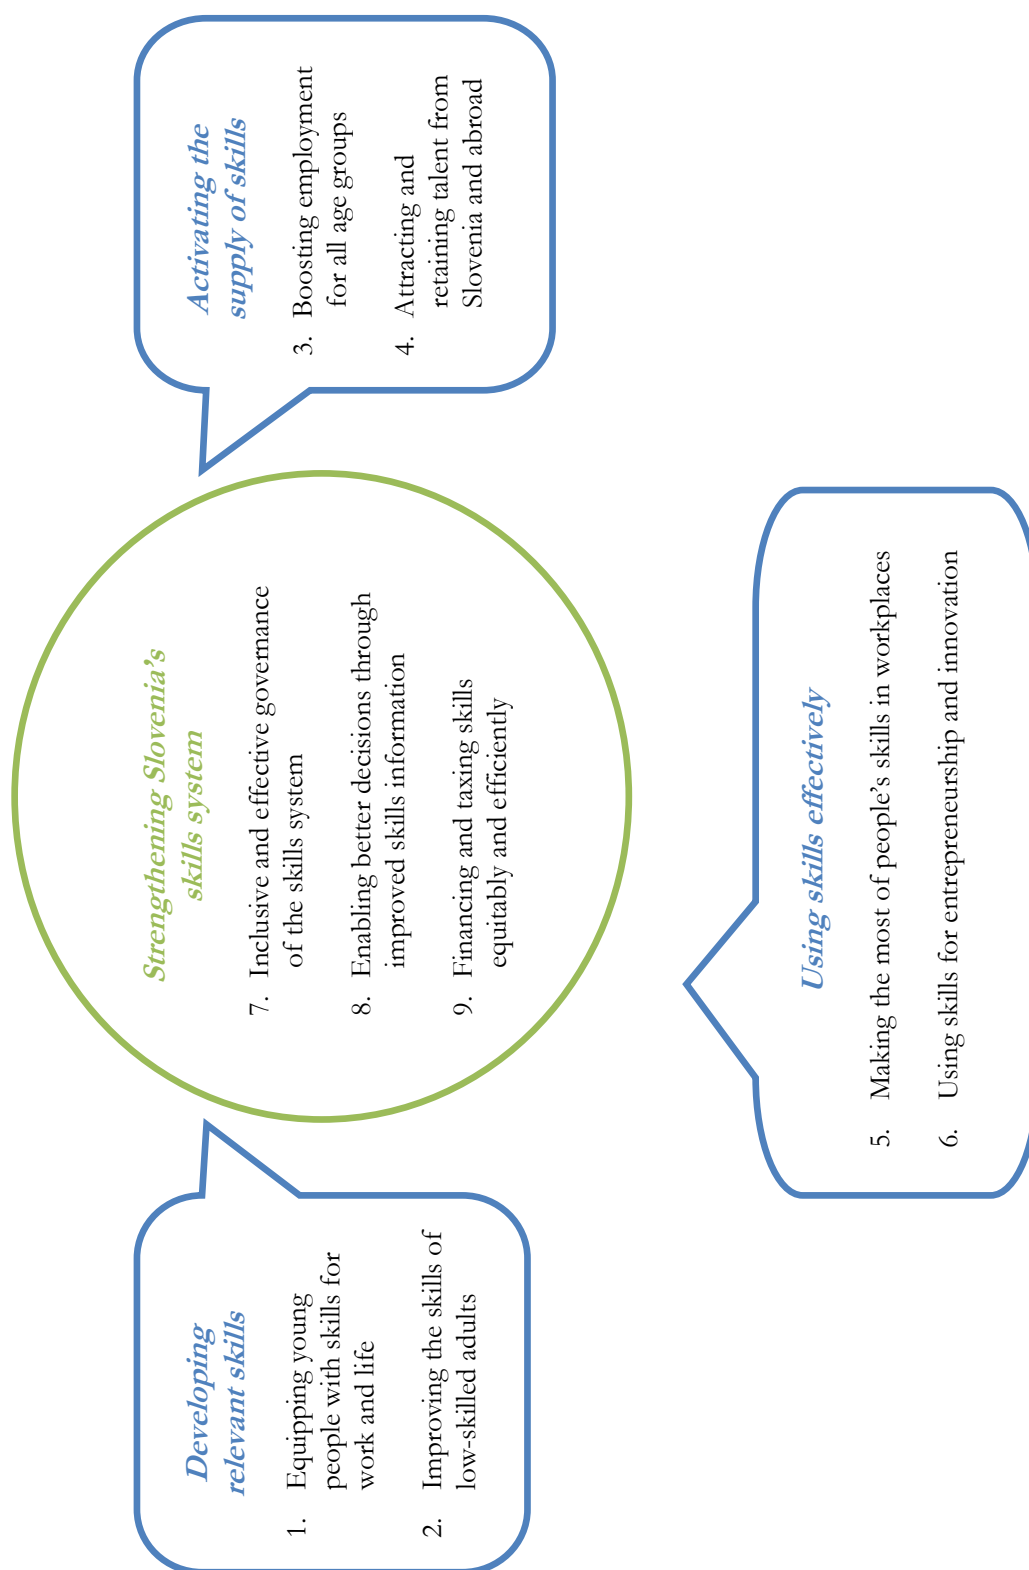 Developing
relevant skills
1. Equipping young
people with skills for
work and life
2. Improving the skills of
low-skilled adults
Strengthening Slovenia’s
skills system
7. Inclusive and effective governance
of the skills system
8. Enabling better decisions through
improved skills information
9. Financing and taxing skills
equitably and efficiently
Activating the
supply of skills
3. Boosting employment
for all age groups
4. Attracting and
retaining talent from
Slovenia and abroad
Using skills effectively
5. Making the most of people’s skills in workplaces
6. Using skills for entrepreneurship and innovation